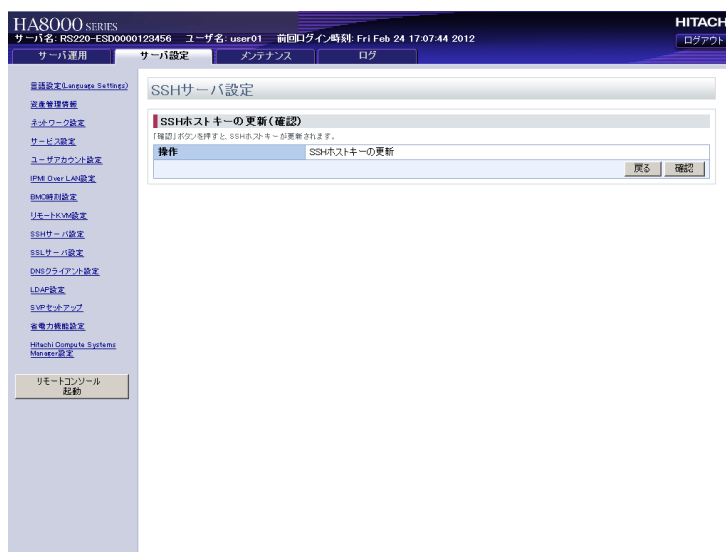 HA8000 SERIES
HITACHI
サーバ名: RS220-ESD0000123456 ユーザ名: user01 前回ログイン時刻: Fri Feb 24 17:07:44 2012
ログアウト
サーバ運用 サーバ設定 メンテナンス ログ
言語設定(Language Settings)
資産管理情報
ネットワーク設定
サービス設定
ユーザアカウント設定
IPMI Over LAN設定
BMC時刻設定
リモートKVM設定
SSHサーバ設定
SSLサーバ設定
DNSクライアント設定
LDAP設定
SVPセットアップ
省電力機能設定
Hitachi Compute Systems
Manager設定
リモートコンソール
起動
SSHサーバ設定
SSHホストキーの更新(確認)
「確認」ボタンを押すと、SSHホストキーが更新されます。
操作 SSHホストキーの更新
戻る 確認